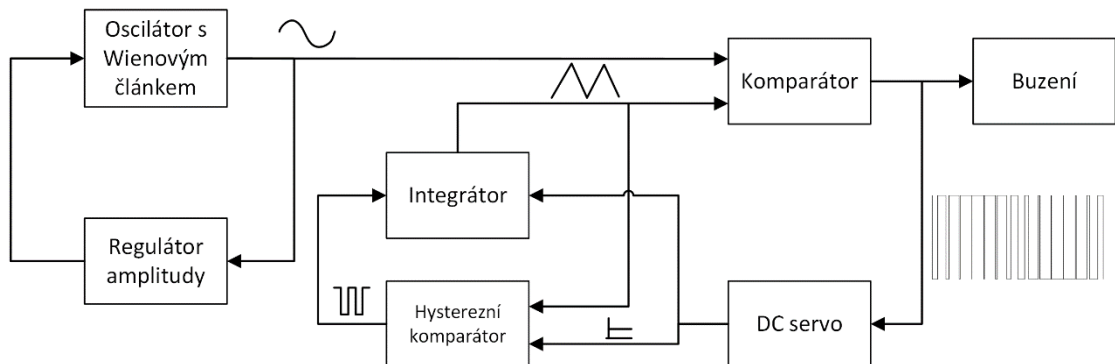 Oscilátor s
Wienovým
článkem
Komparátor
Buzení
Integrátor
Regulátor
amplitudy
Hysterezní
komparátor
DC servo